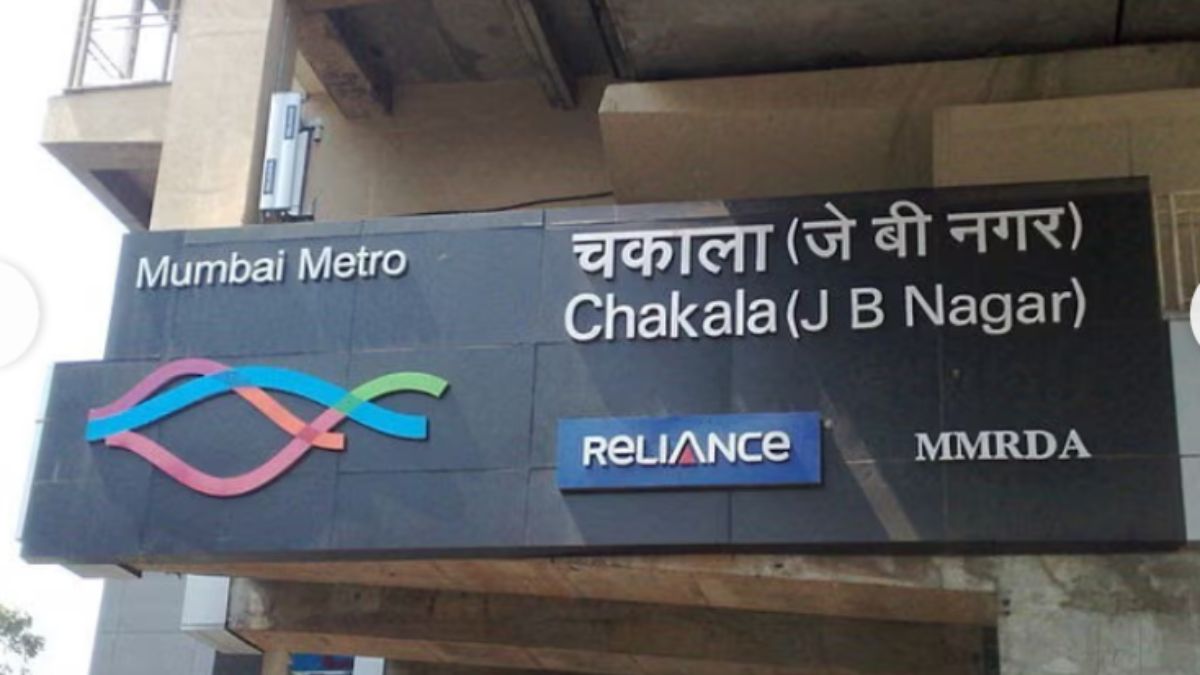 Mumbai Metro
चकाला (जे बी नगर)
Chakala (J B Nagar)
RELIANCE
MMRDA